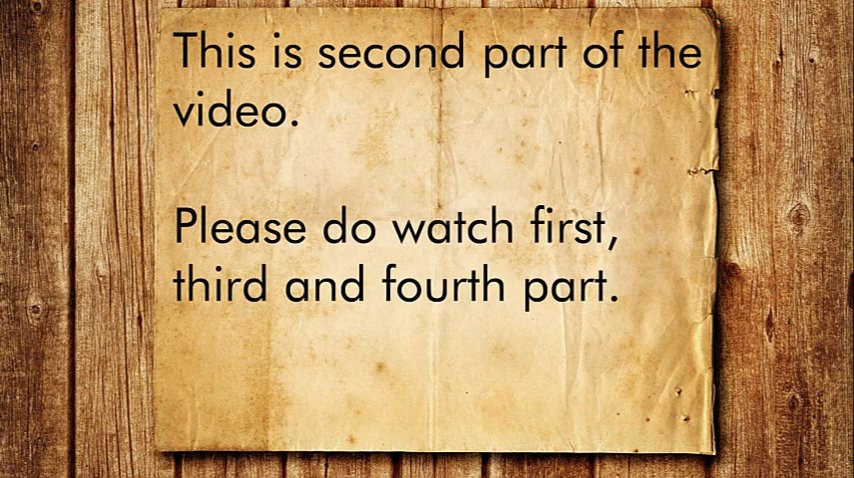 This is second part of the
video.
Please do watch first,
third and fourth part.